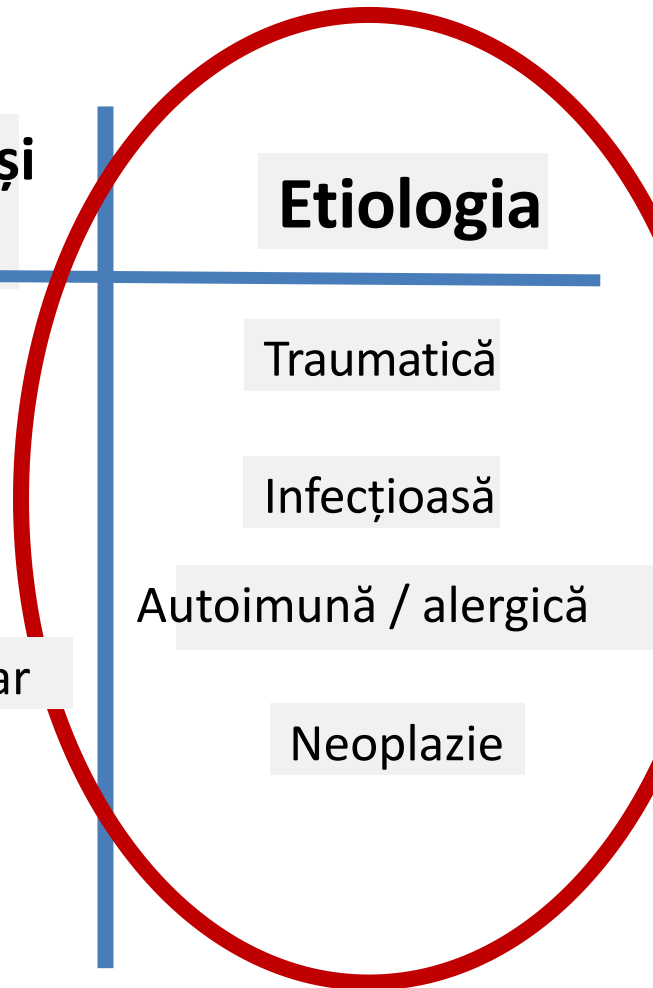 și
Etiologia
Traumatică
Infecțioasă
Autoimună / alergică
ar
Neoplazie